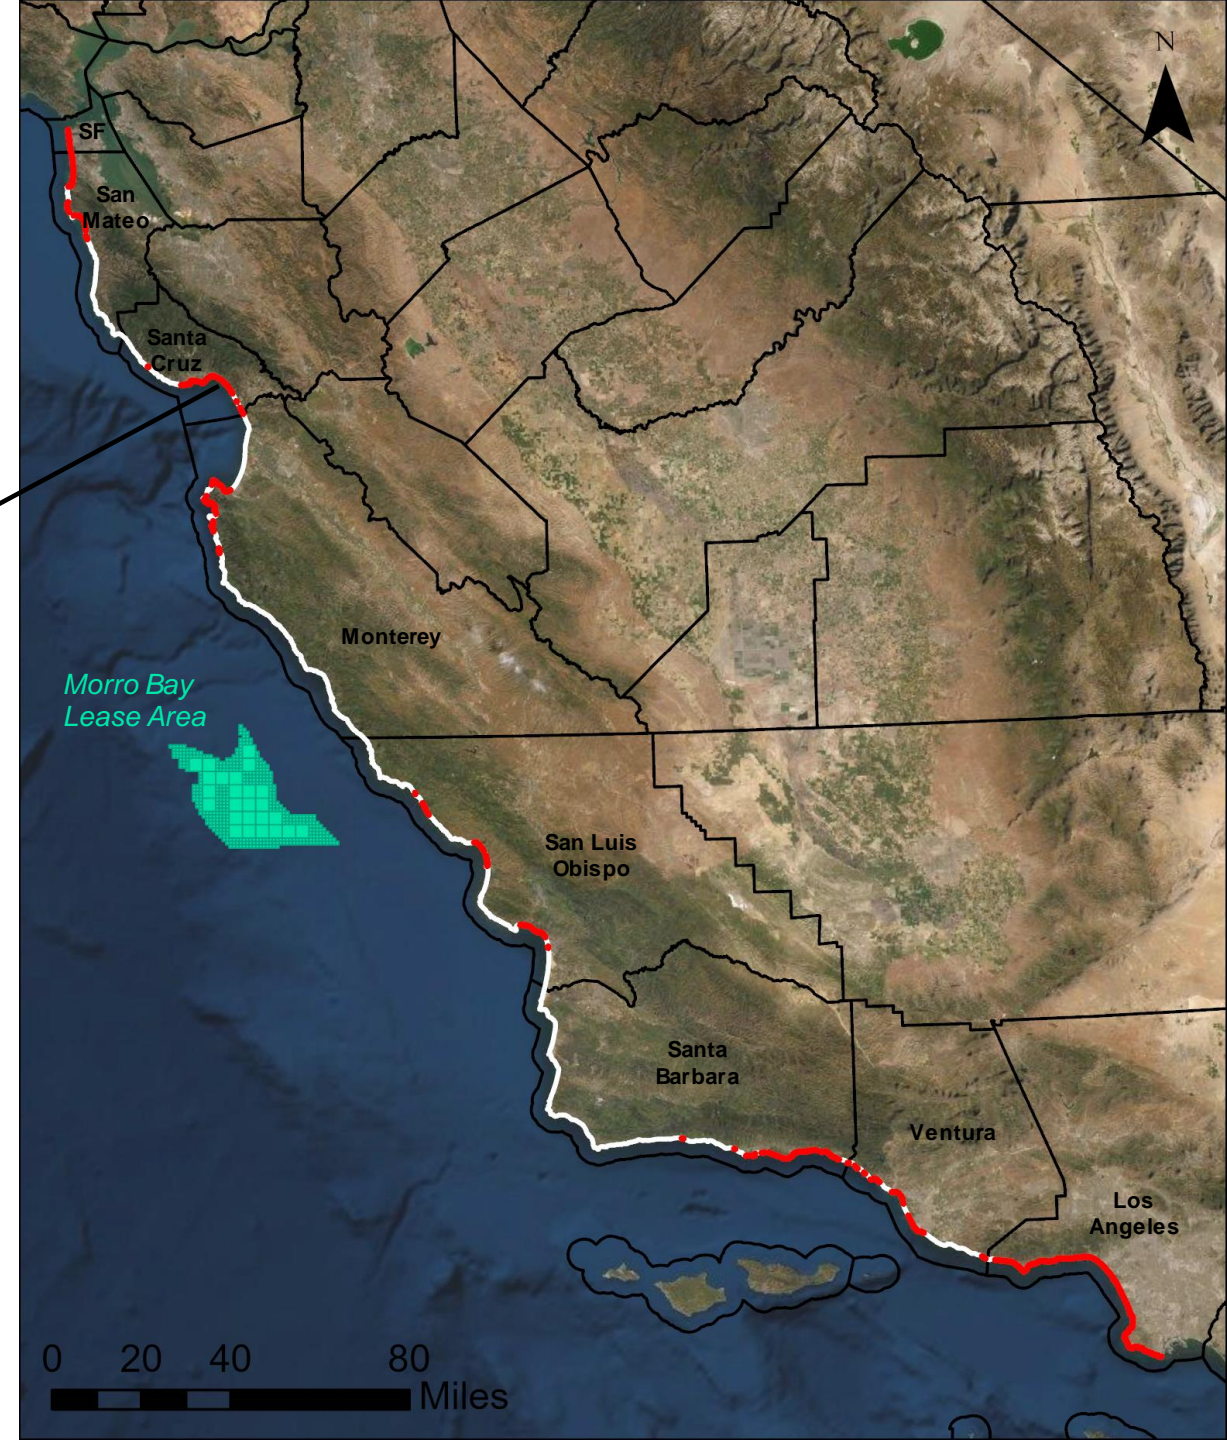 N
SF
San
Mateo
Santa
Cruz
Monterey
Morro Bay
Lease Area
San Luis
Obispo
Santa
Barbara
Ventura
Los
Angeles
0 20 40 80
Miles